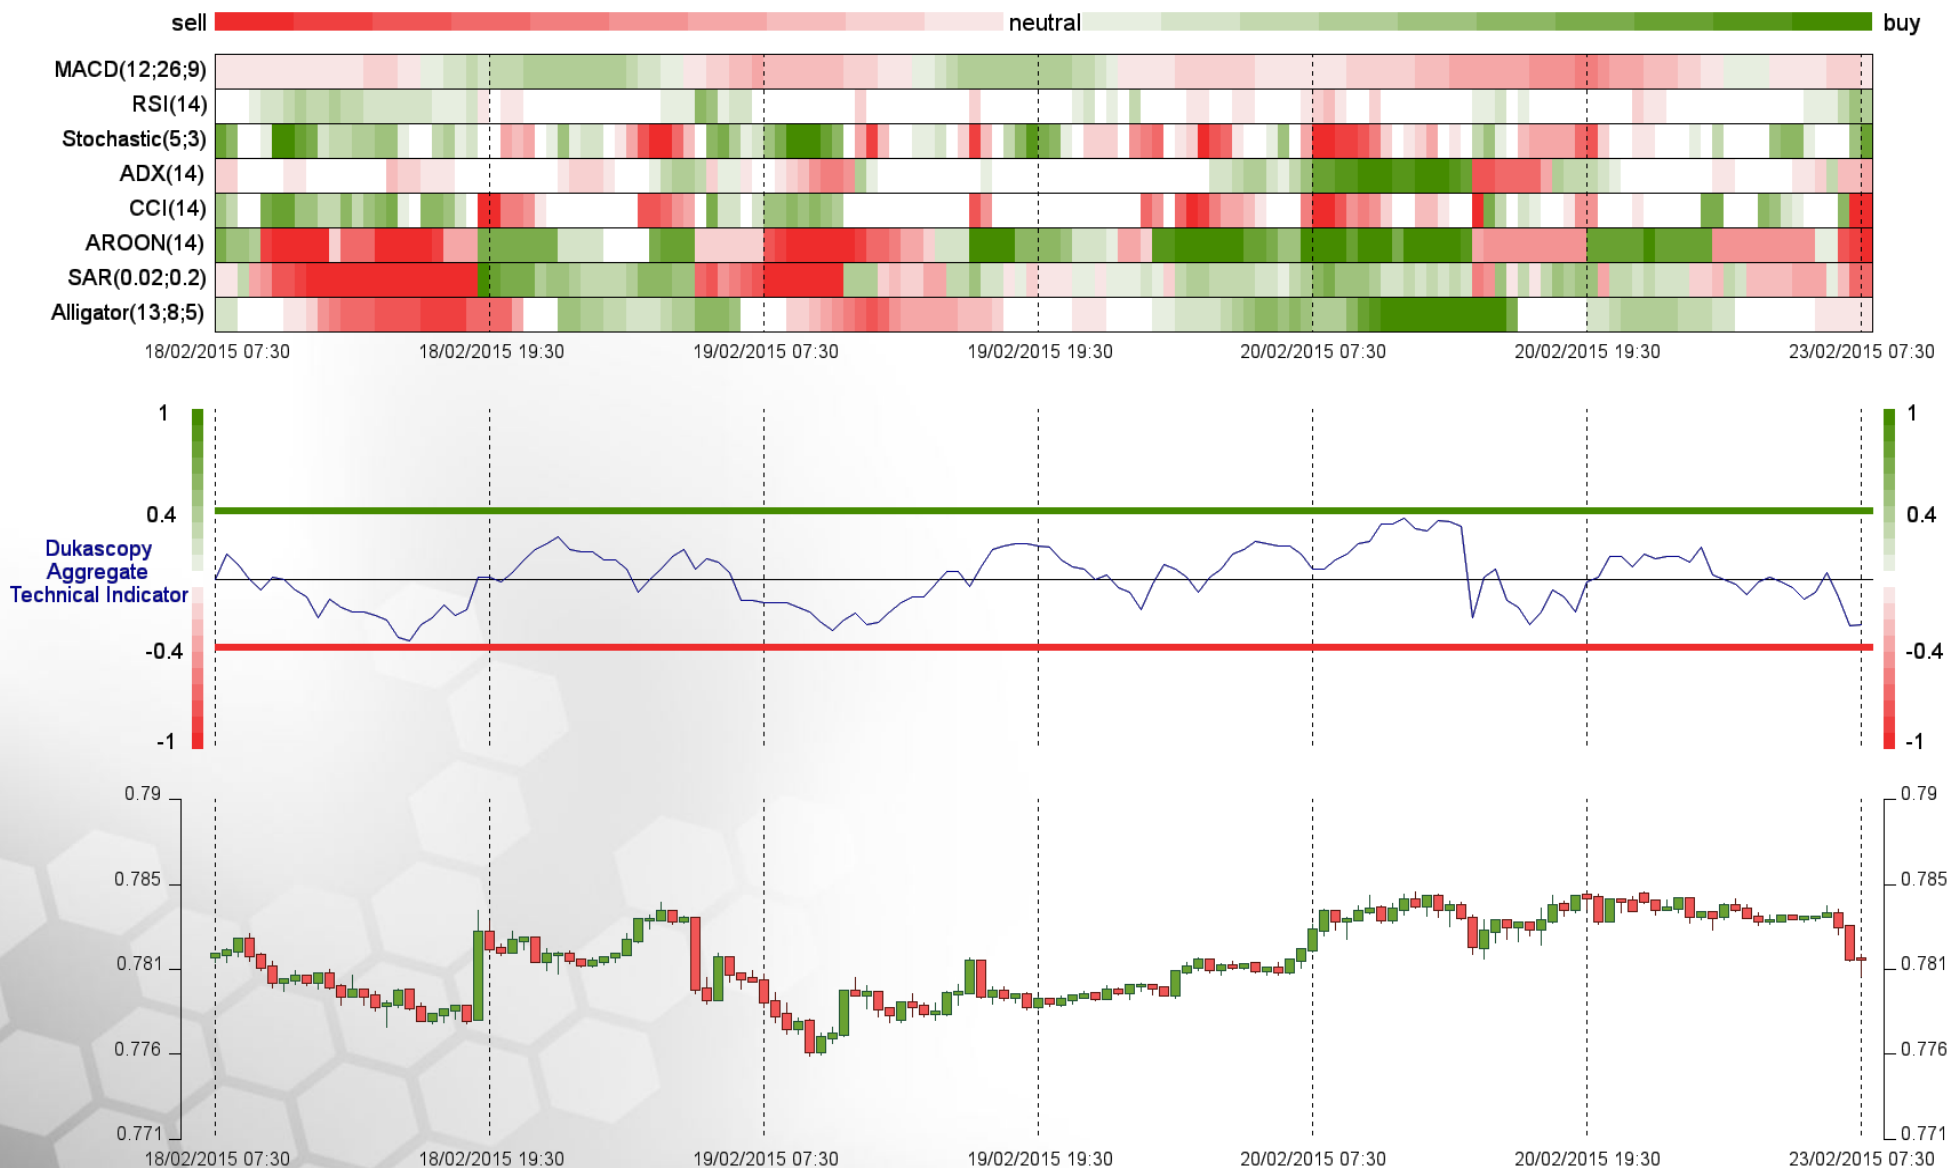 sell neutral buy
MACD(12;26;9)
RSI(14)
Stochastic(5;3)
ADX(14)
CCI(14)
AROON(14)
SAR(0.02;0.2)
Alligator(13;8;5)
18/02/2015 07:30 18/02/2015 19:30 19/02/2015 07:30 19/02/2015 19:30 20/02/2015 07:30 20/02/2015 19:30 23/02/2015 07:30
1 1
0.4 0.4
Dukascopy
Aggregate
Technical Indicator
-0.4 -0.4
-1 -1
0.79 0.79
0.785 0.785
0.781 0.781
0.776 0.776
0.771 0.771
18/02/2015 07:30 18/02/2015 19:30 19/02/2015 07:30 19/02/2015 19:30 20/02/2015 07:30 20/02/2015 19:30 23/02/2015 07:30